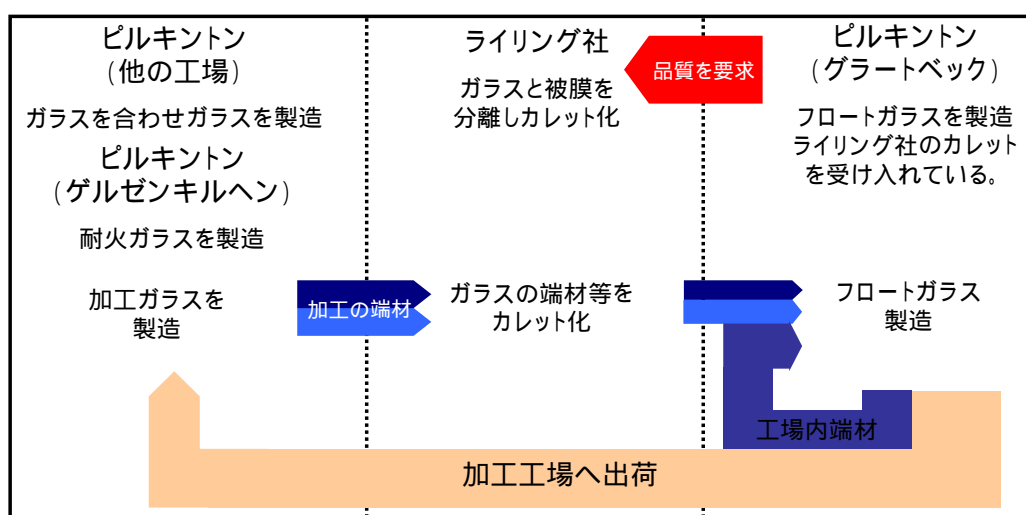 ピルキントン
(他の工場)
ガラスを合わせガラスを製造
ピルキントン
(ゲルゼンキルヘン)
耐火ガラスを製造
加工ガラスを
製造
加工の端材
ライリング社
ガラスと被膜を
分離しカレット化
品質を要求
ガラスの端材等を
カレット化
ピルキントン
(グラートベック)
フロートガラスを製造
ライリング社のカレット
を受け入れている。
フロートガラス
製造
工場内端材
加工工場へ出荷